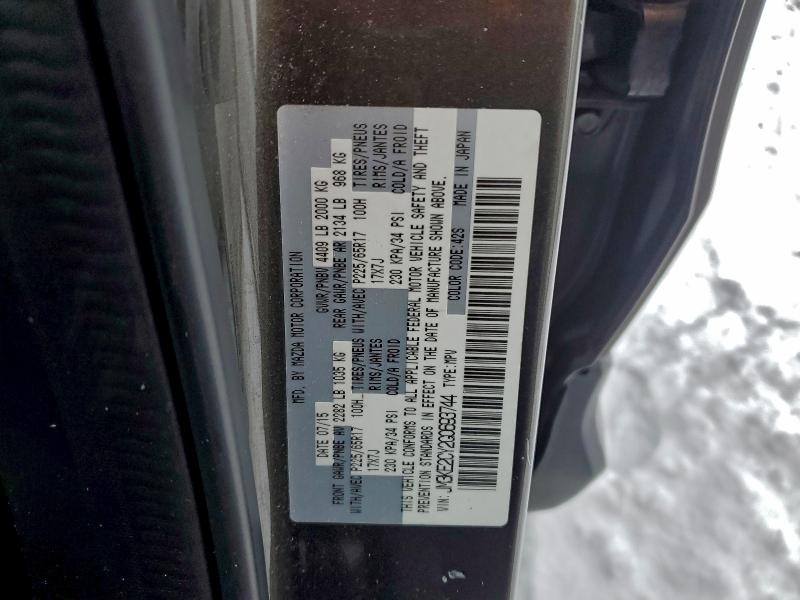 MFD. BY MAZDA MOTOR CORPORATION
DATE 07/15 GVWR/PNBV 4409 LB 2000 KG
FRONT GAWR/PNBE AV 2282 LB 1035 KG REAR GAWR/PNBE AR 2134 LB 968 KG
WITH/AVEC P225/65R17 100H TIRES/PNEUS WITH/AVEC P225/65R17 100H TIRES/PNEUS
17X7J RIMS/JANTES 17X7J RIMS/JANTES
230 KPA/34 PSI COLD/A FROID 230 KPA/34 PSI COLD/A FROID
THIS VEHICLE CONFORMS TO ALL APPLICABLE FEDERAL MOTOR VEHICLE SAFETY AND THEFT
PREVENTION STANDARDS IN EFFECT ON THE DATE OF MANUFACTURE SHOWN ABOVE.
VIN: JM3KE2CY2G0693744 TYPE:MPV COLOR CODE:42S MADE IN JAPAN